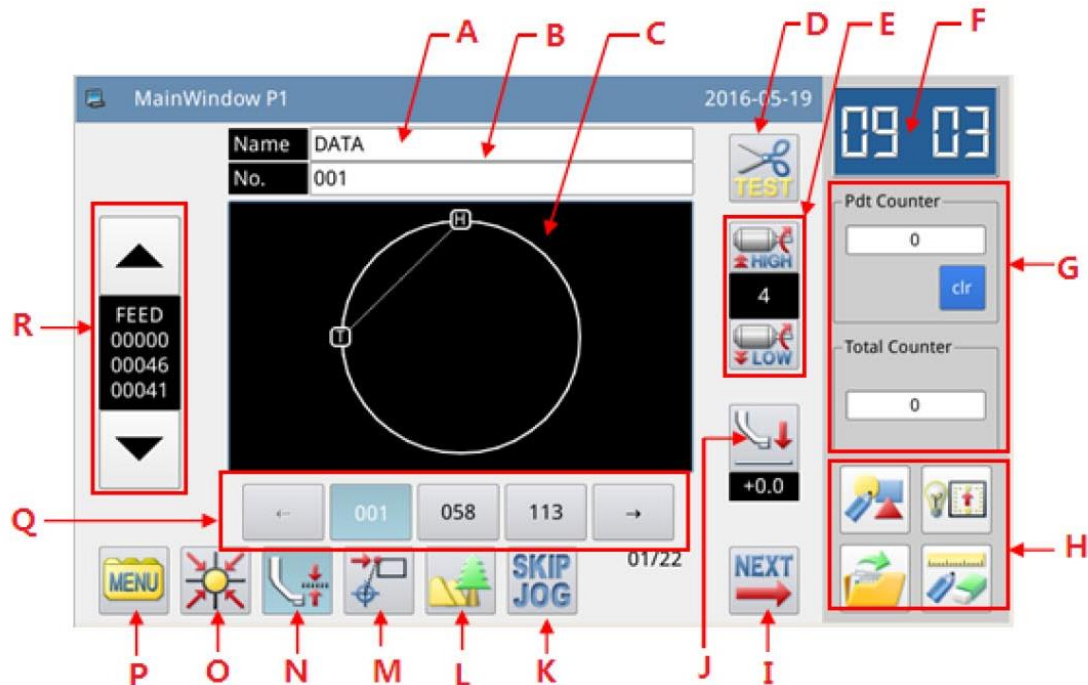 A B C D E F
MainWindow P1 2016-05-19
09 03
Name DATA
No. 001
TEST
H
T
HIGH
4
LOW
Pdt Counter
0
clr
G
Total Counter
0
R
FEED
00000
00046
00041
J
+0.0
Q
← 001 058 113 →
01/22
H
MENU
SKIP
JOG
NEXT
P O N M L K J I